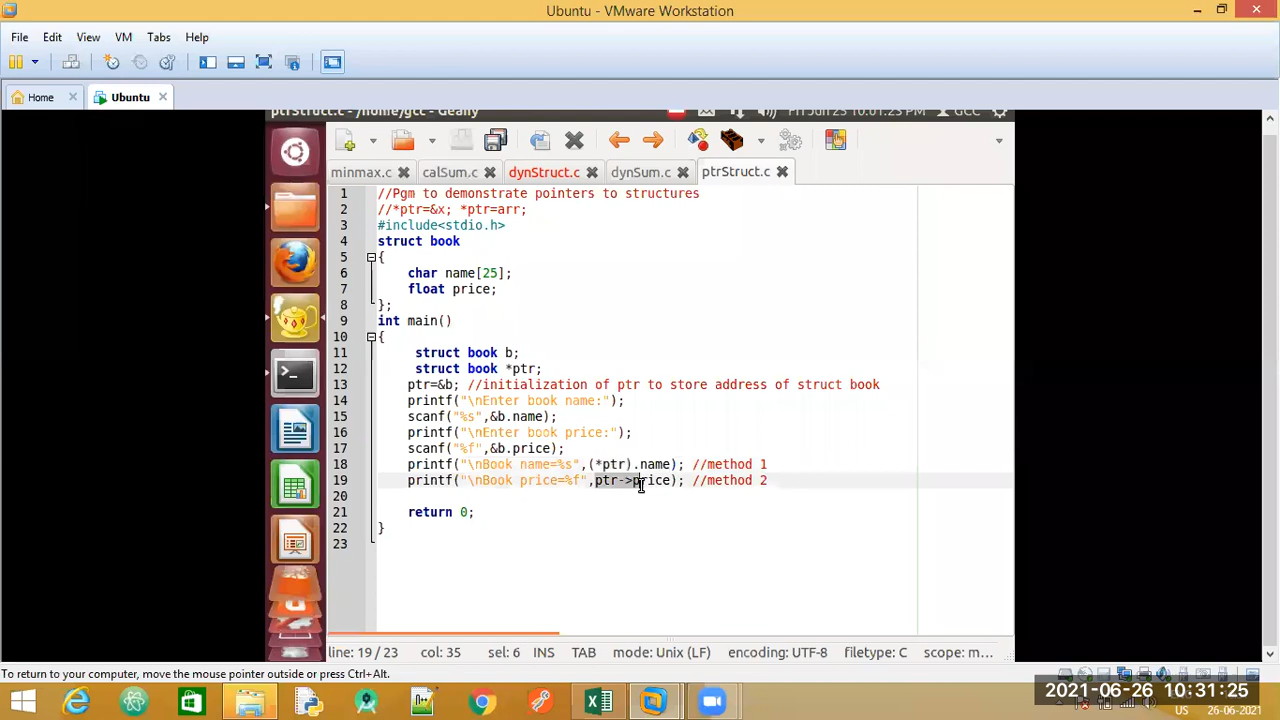 Ubuntu - VMware Workstation
File Edit View VM Tabs Help
Home Ubuntu
ptrStruct.c - /home/gcc - Geany
Fri Jun 25 10:01:23 PM GCC
minmax.c calSum.c dynStruct.c dynSum.c ptrStruct.c
1 //Pgm to demonstrate pointers to structures
2 //*ptr=&x; *ptr=arr;
3 #include<stdio.h>
4 struct book
5 {
6 char name[25];
7 float price;
8 };
9 int main()
10 {
11 struct book b;
12 struct book *ptr;
13 ptr=&b; //initialization of ptr to store address of struct book
14 printf("\nEnter book name:");
15 scanf("%s",&b.name);
16 printf("\nEnter book price:");
17 scanf("%f",&b.price);
18 printf("\nBook name=%s",(*ptr).name); //method 1
19 printf("\nBook price=%f",ptr->price); //method 2
20
21 return 0;
22 }
23
line: 19 / 23 col: 35 sel: 6 INS TAB mode: Unix (LF) encoding: UTF-8 filetype: C scope: m...
To return to your computer, move the mouse pointer outside or press Ctrl+Alt.
2021-06-26 10:31:25
US 26-06-2021